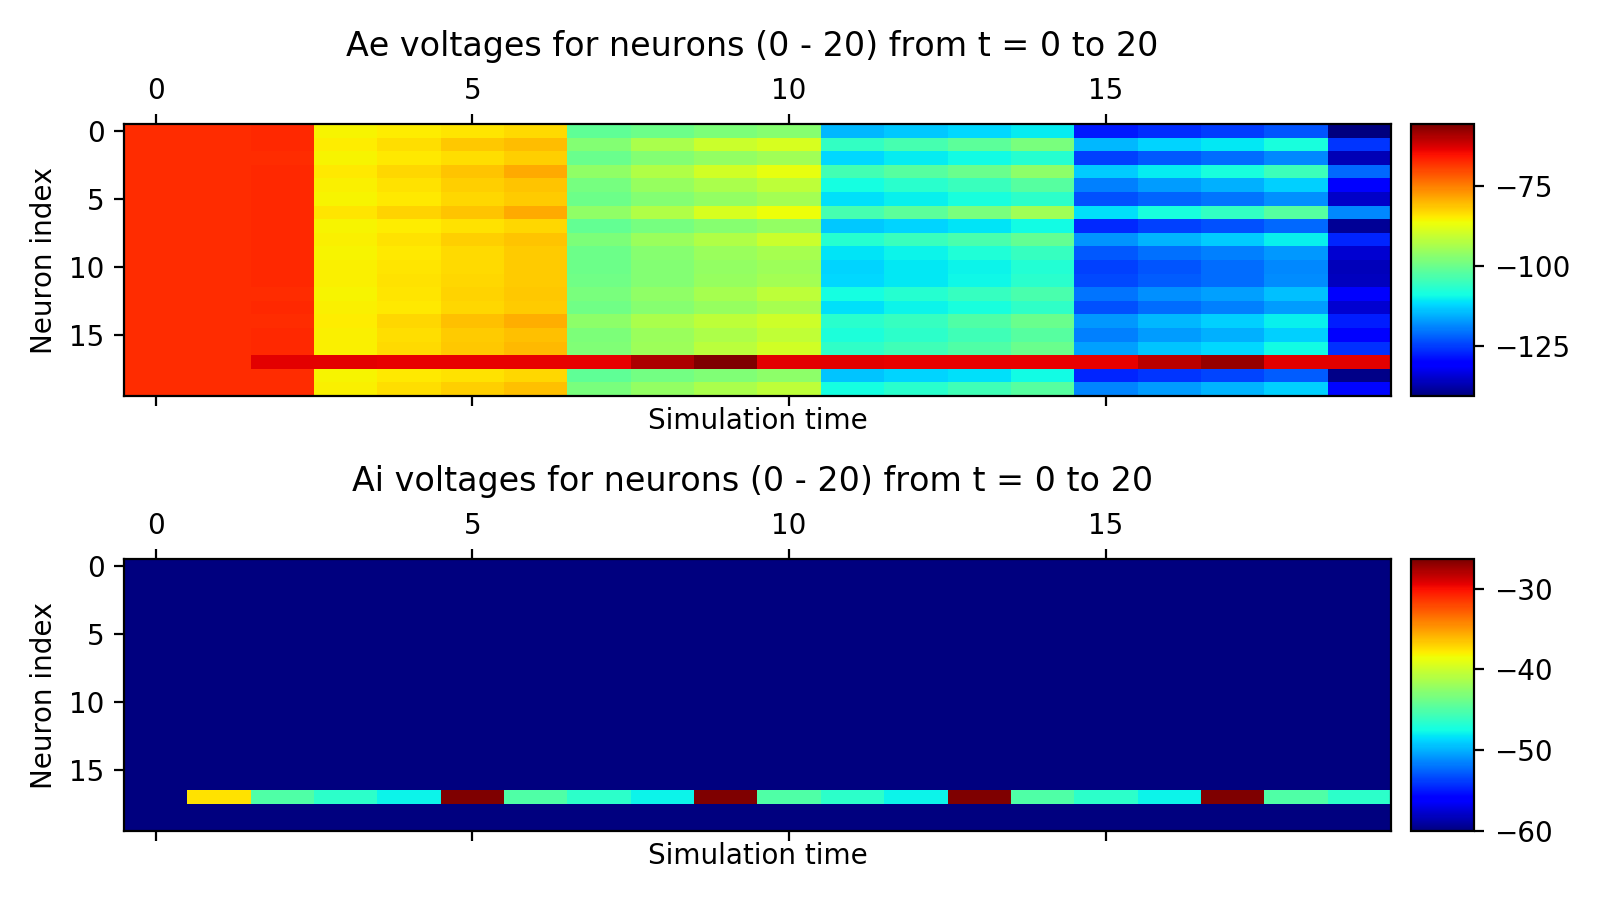 Ae voltages for neurons (0 - 20) from t = 0 to 20
0 5 10 15
Neuron index
0
5
10
15
Simulation time
−75
−100
−125
Ai voltages for neurons (0 - 20) from t = 0 to 20
0 5 10 15
Neuron index
0
5
10
15
Simulation time
−30
−40
−50
−60